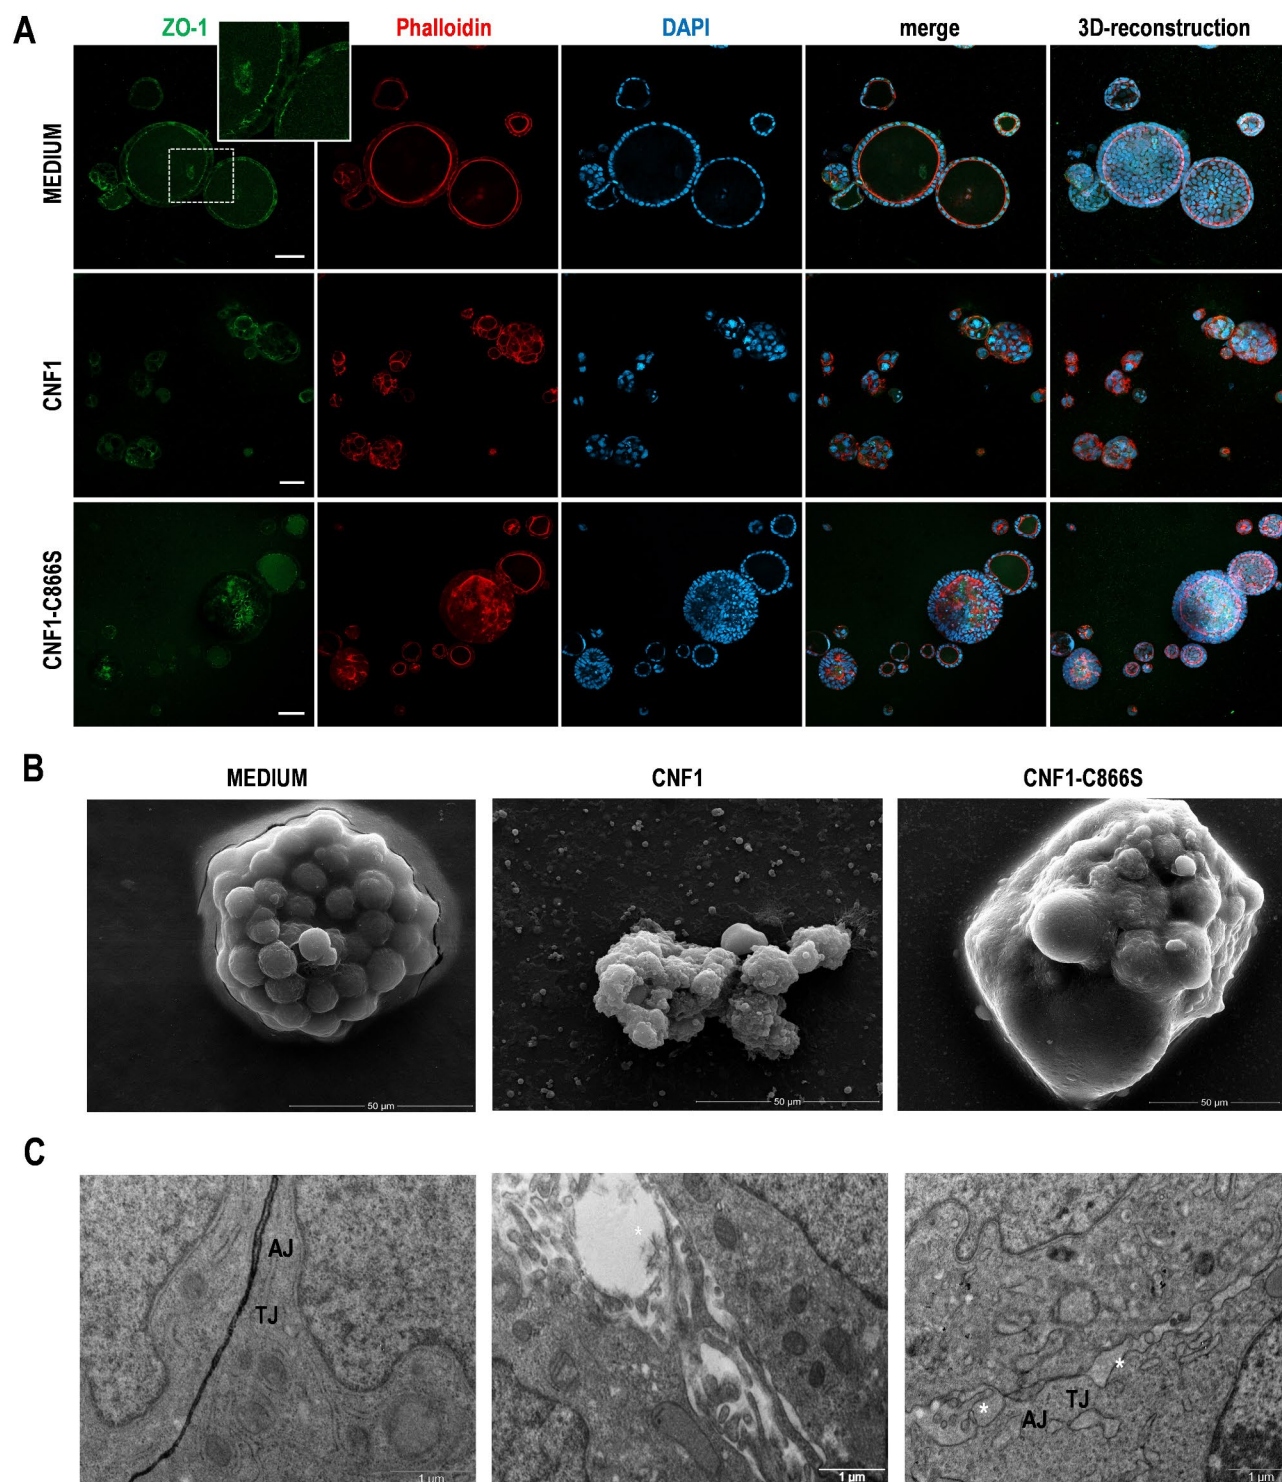 A
ZO-1 Phalloidin DAPI merge 3D-reconstruction
MEDIUM
CNF1
CNF1-C866S
B
MEDIUM CNF1 CNF1-C866S
50 µm 50 µm 50 µm
C
AJ
TJ
*
*
TJ
*
AJ
1 µm 1 µm 1 µm